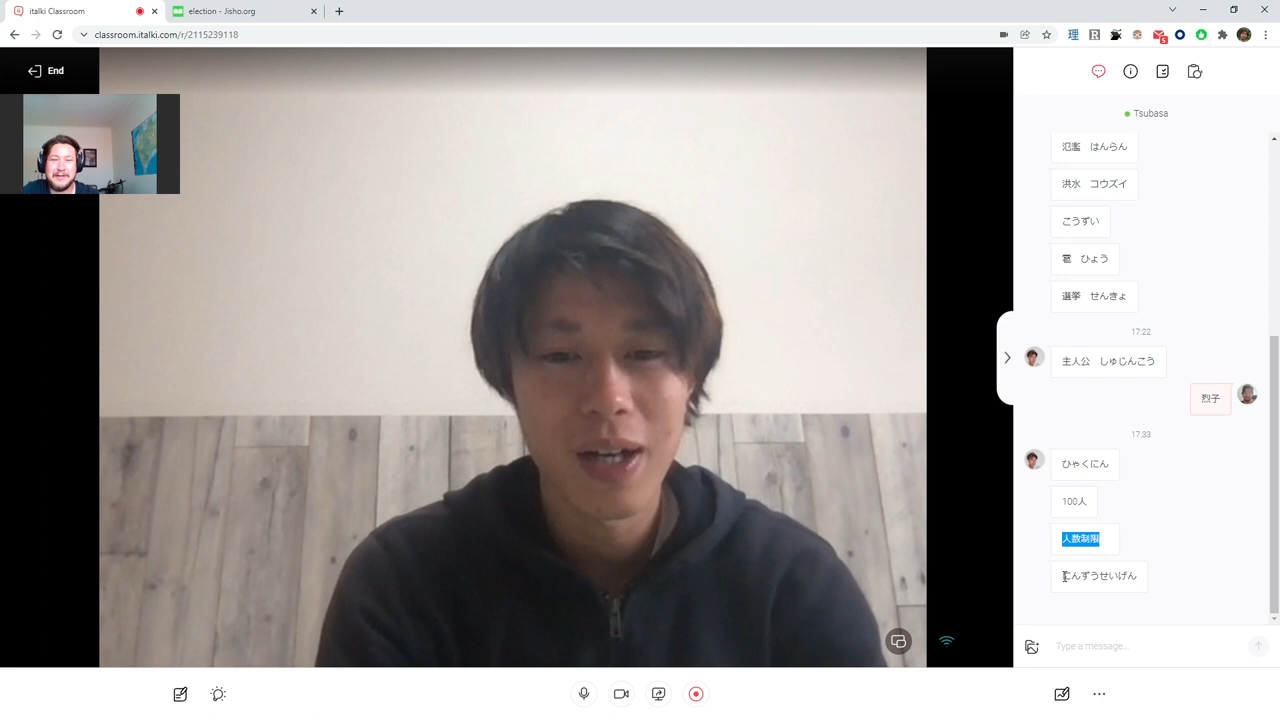 italki Classroom
election - Jisho.org
classroom.italki.com/r/2115239118
5
End
Tsubasa
氾濫 はんらん
洪水 コウズイ
こうずい
雹 ひょう
選挙 せんきょ
17:22
主人公 しゅじんこう
烈子
17:33
ひゃくにん
100人
人数制限
にんずうせいげん
Type a message...